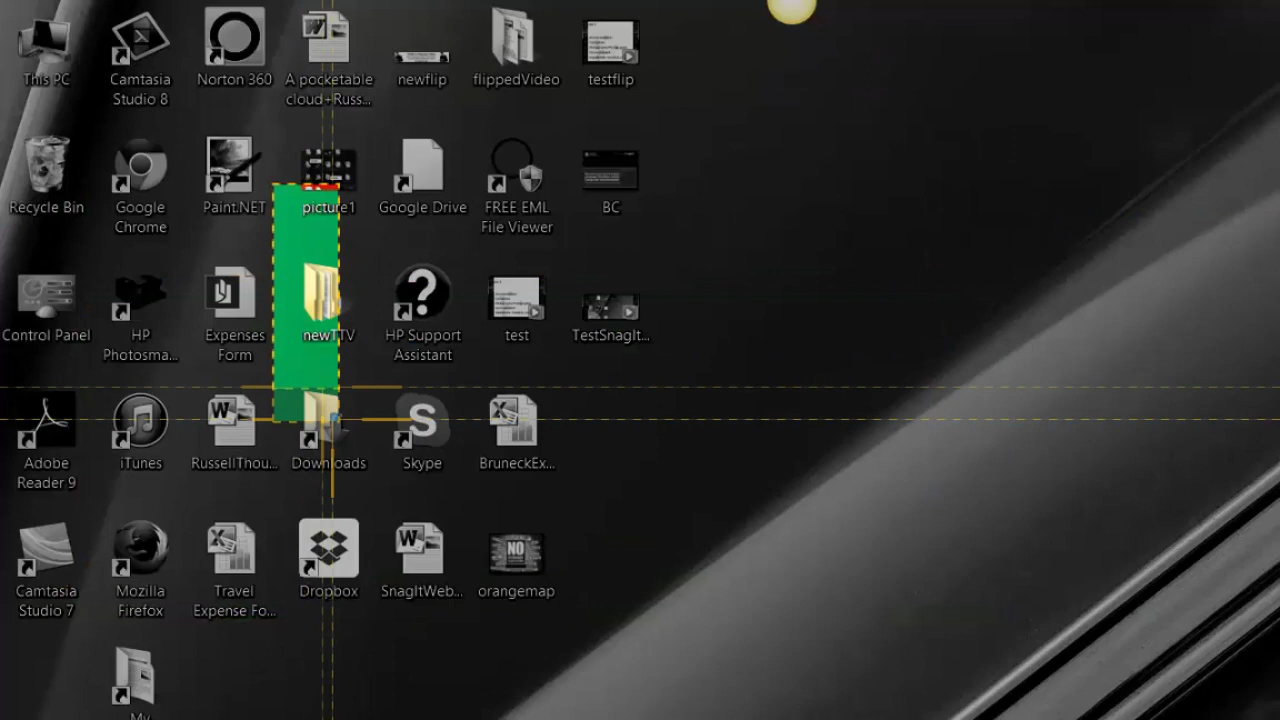 This PC
Camtasia
Studio 8
Norton 360
A pocketable
cloud+Russ...
newflip
flippedVideo
testflip
Recycle Bin
Google
Chrome
Paint.NET
picture1
Google Drive
FREE EML
File Viewer
BC
Control Panel
HP
Photosma...
Expenses
Form
newTTV
HP Support
Assistant
test
TestSnagIt...
Adobe
Reader 9
iTunes
RussellThou...
Downloads
Skype
BruneckEx...
Camtasia
Studio 7
Mozilla
Firefox
Travel
Expense Fo...
Dropbox
SnagItWeb...
orangemap
My